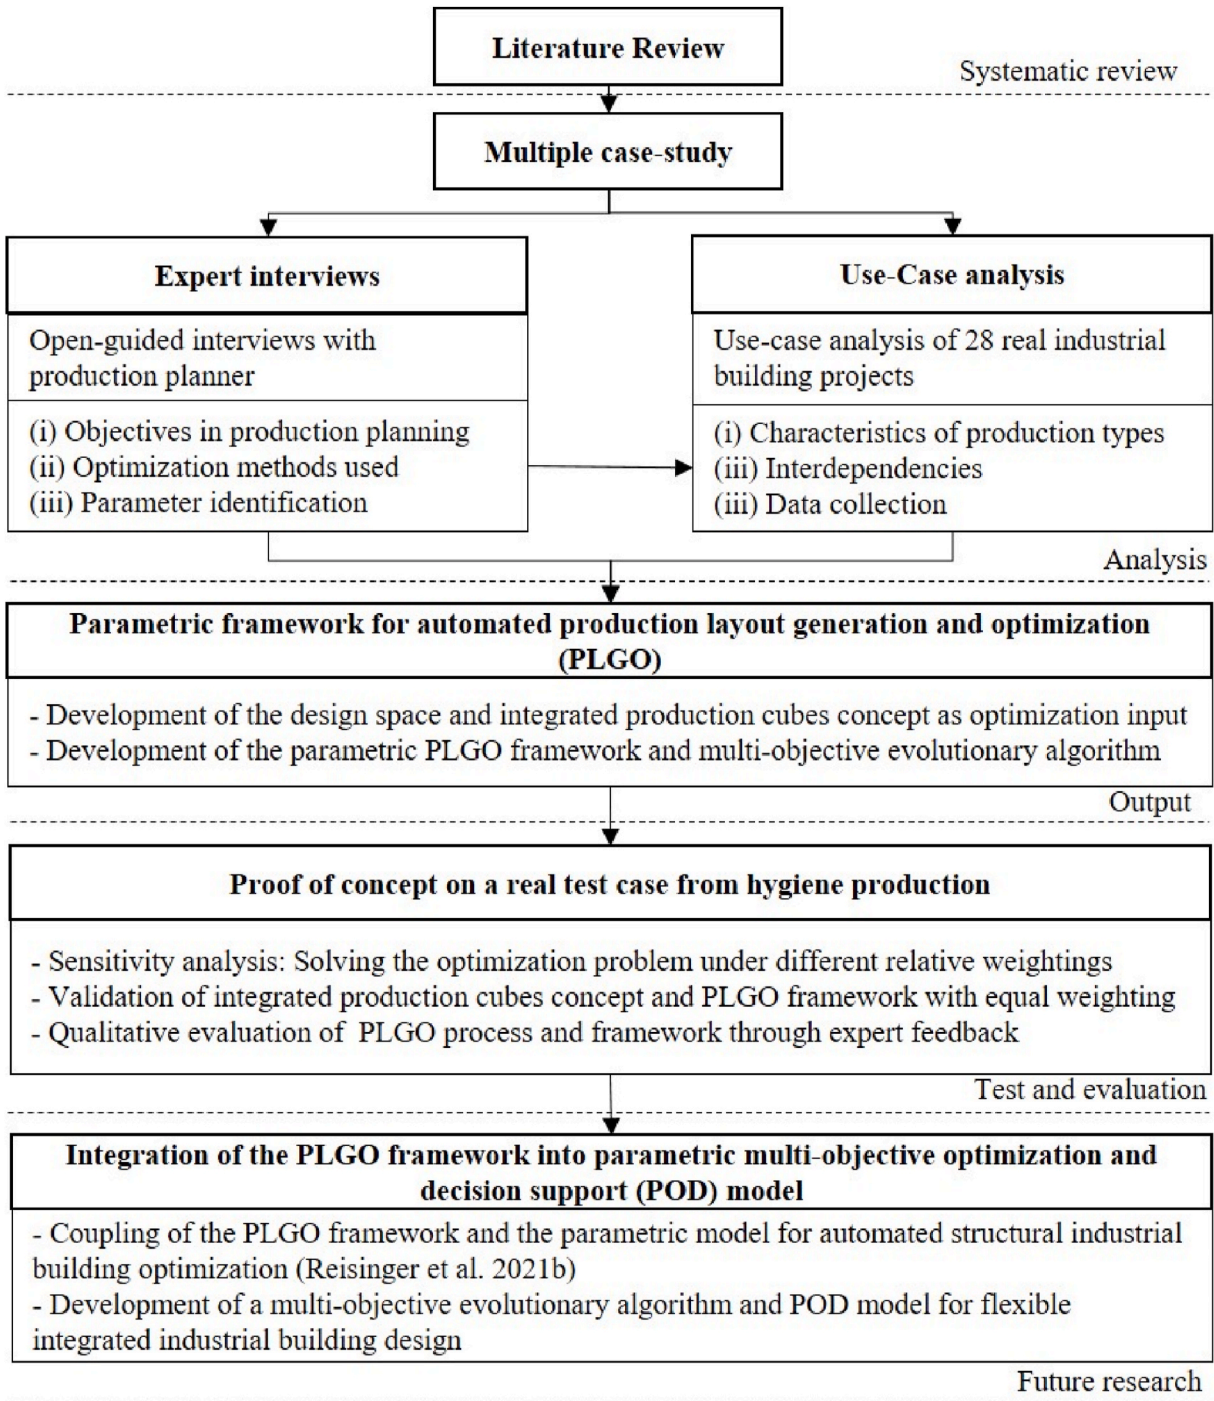 Literature Review
Systematic review
Multiple case-study
Expert interviews
Open-guided interviews with
production planner
(i) Objectives in production planning
(ii) Optimization methods used
(iii) Parameter identification
Use-Case analysis
Use-case analysis of 28 real industrial
building projects
(i) Characteristics of production types
(iii) Interdependencies
(iii) Data collection
Analysis
Parametric framework for automated production layout generation and optimization
(PLGO)
- Development of the design space and integrated production cubes concept as optimization input
- Development of the parametric PLGO framework and multi-objective evolutionary algorithm
Output
Proof of concept on a real test case from hygiene production
- Sensitivity analysis: Solving the optimization problem under different relative weightings
- Validation of integrated production cubes concept and PLGO framework with equal weighting
- Qualitative evaluation of PLGO process and framework through expert feedback
Test and evaluation
Integration of the PLGO framework into parametric multi-objective optimization and
decision support (POD) model
- Coupling of the PLGO framework and the parametric model for automated structural industrial
building optimization (Reisinger et al. 2021b)
- Development of a multi-objective evolutionary algorithm and POD model for flexible
integrated industrial building design
Future research